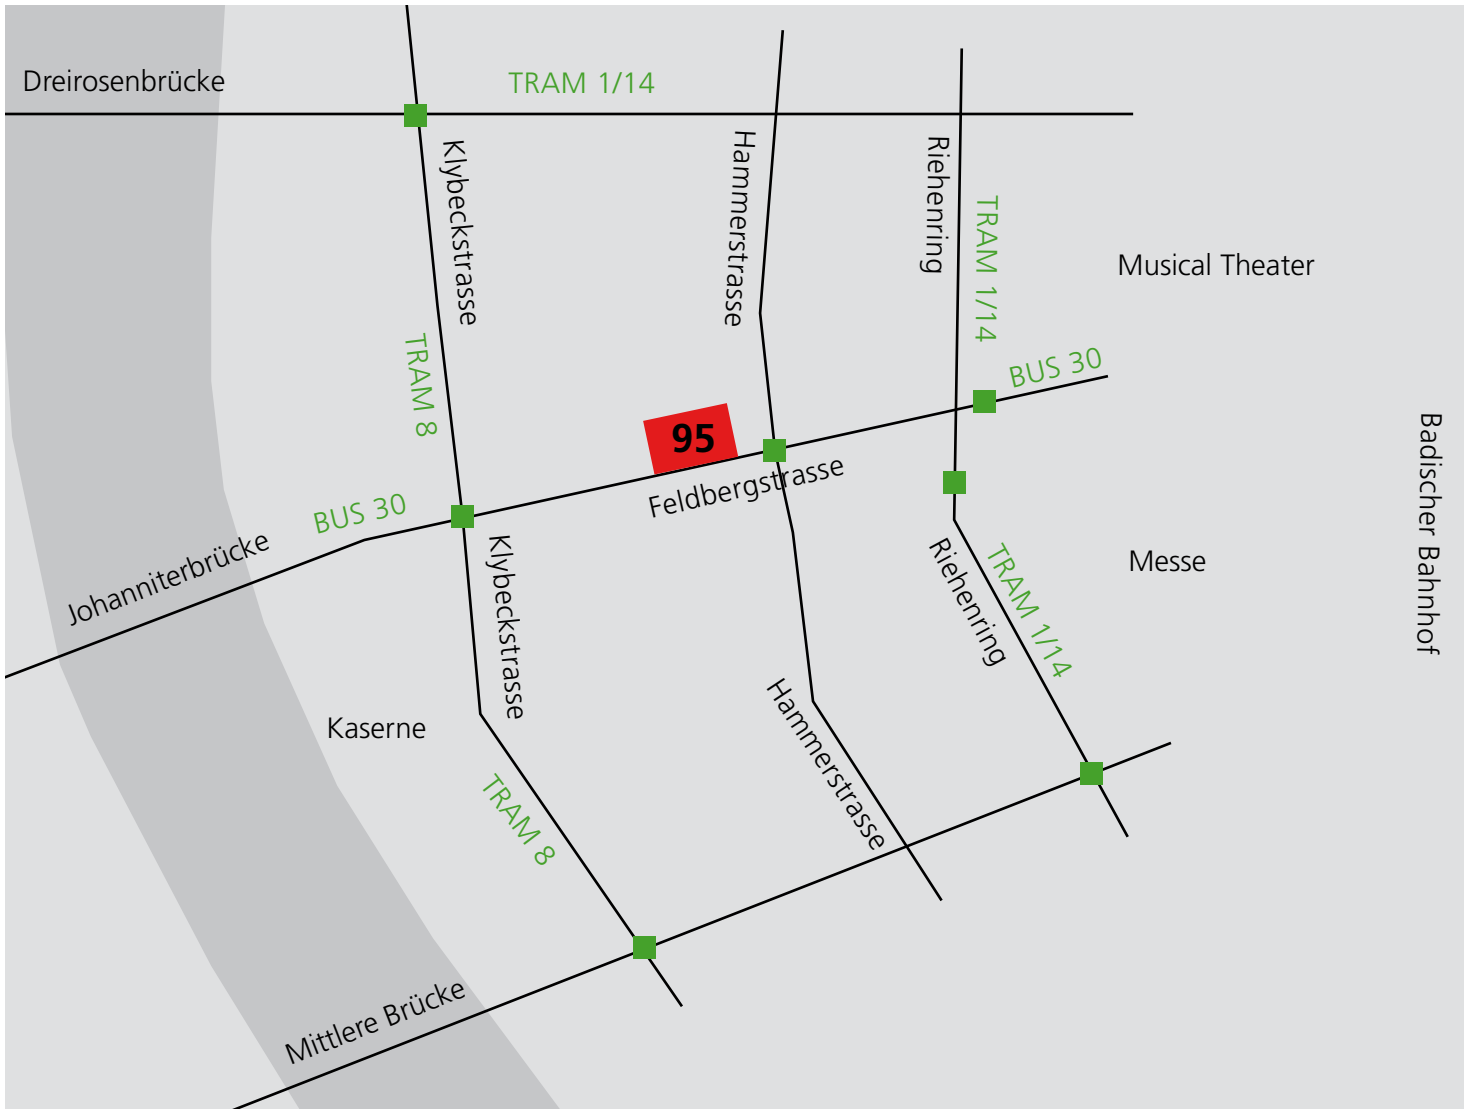 Dreirosenbrücke
TRAM 1/14
Klybeckstrasse
Hammerstrasse
Riehenring
TRAM 1/14
Musical Theater
TRAM 8
BUS 30
95
Feldbergstrasse
BUS 30
Johanniterbrücke
Klybeckstrasse
Riehenring
TRAM 1/14
Messe
Badischer Bahnhof
Kaserne
Hammerstrasse
TRAM 8
Mittlere Brücke